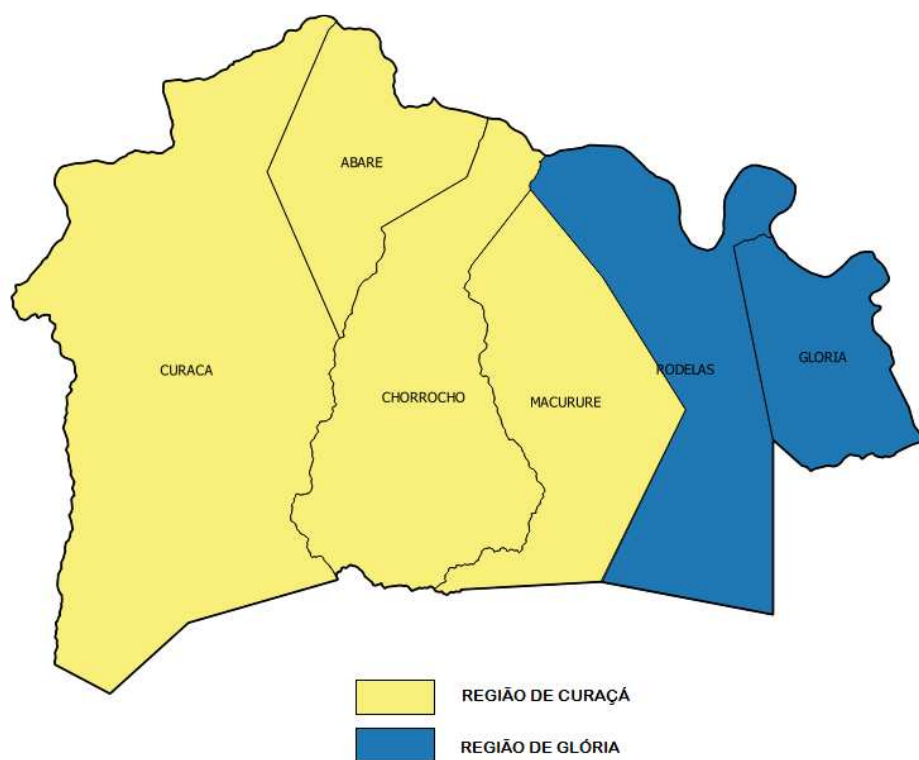 ABARE
CURACA
CHORROCHO
MACURURE
RODELAS
GLORIA
REGIÃO DE CURAÇÁ
REGIÃO DE GLÓRIA